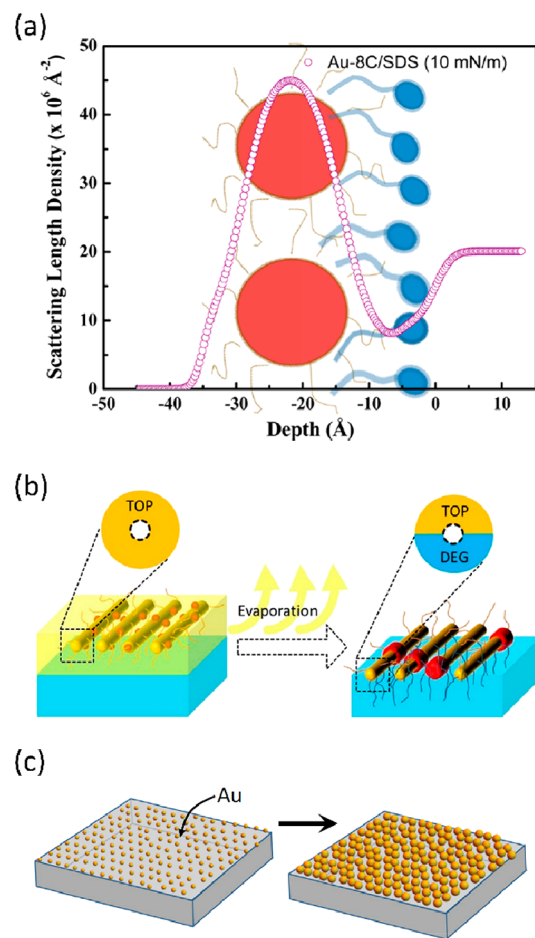 (a)
50
40
30
20
10
0
Scattering Length Density (x 10⁶ Å⁻²)
Au-8C/SDS (10 mN/m)
-50 -40 -30 -20 -10 0 10
Depth (Å)
(b)
TOP
TOP
DEG
Evaporation
(c)
Au